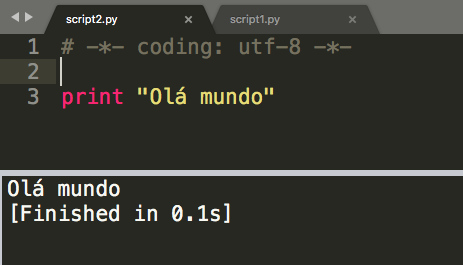 script2.py
script1.py
1 # -*- coding: utf-8 -*-
2
3 print "Olá mundo"
Olá mundo
[Finished in 0.1s]